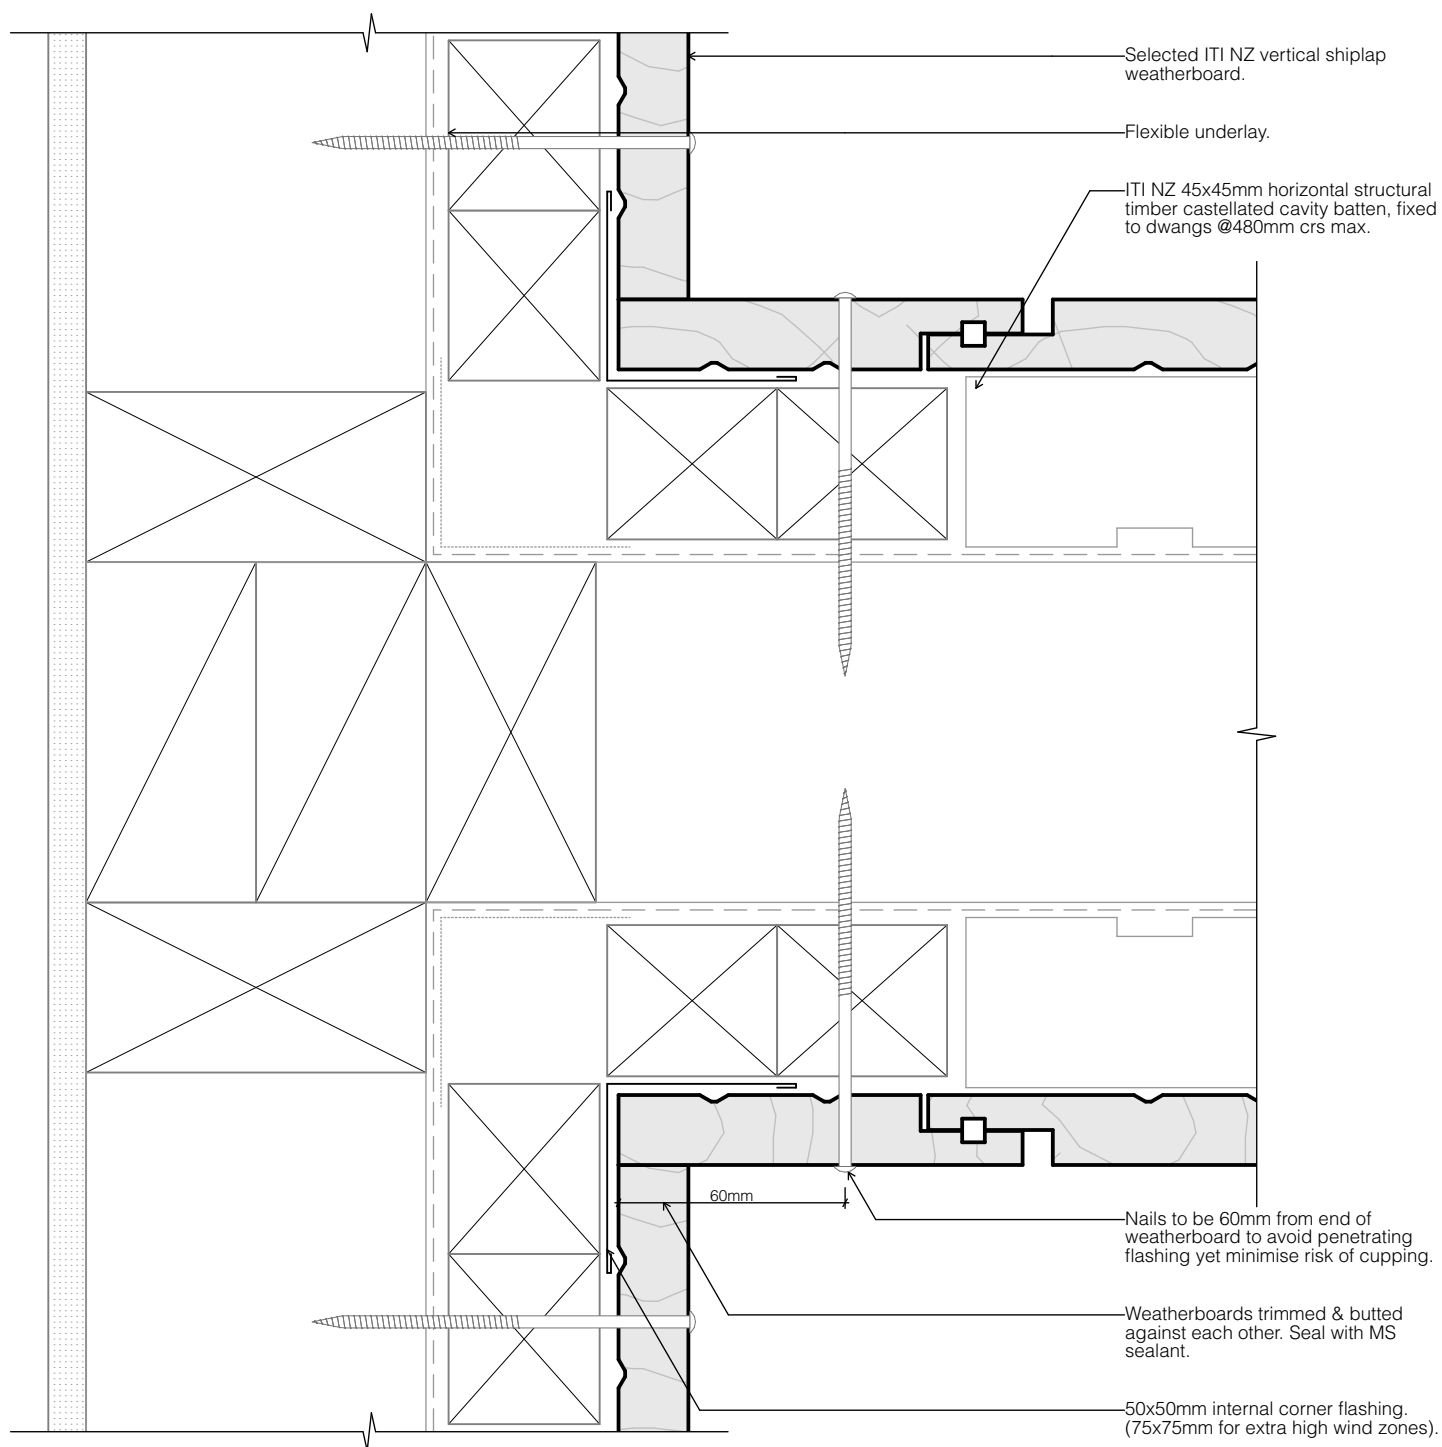 Selected ITI NZ vertical shiplap
weatherboard.
Flexible underlay.
ITI NZ 45x45mm horizontal structural
timber castellated cavity batten, fixed
to dwangs @480mm crs max.
60mm
Nails to be 60mm from end of
weatherboard to avoid penetrating
flashing yet minimise risk of cupping.
Weatherboards trimmed & butted
against each other. Seal with MS
sealant.
50x50mm internal corner flashing.
(75x75mm for extra high wind zones).